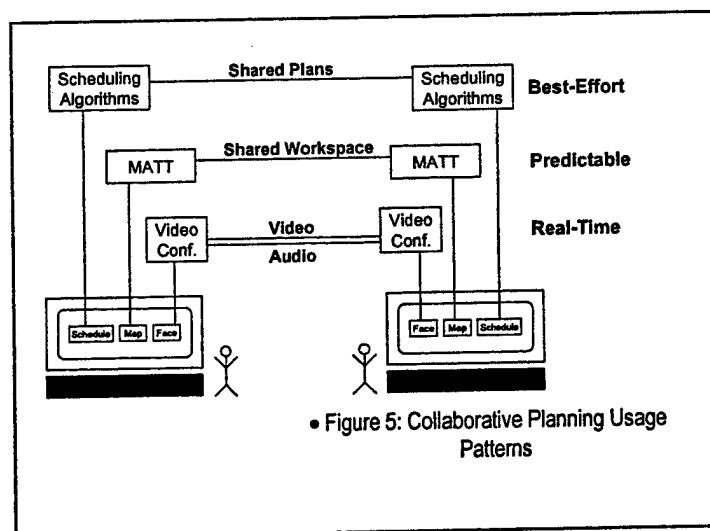 Scheduling
Algorithms
Shared Plans
Scheduling
Algorithms
Best-Effort
MATT
Shared Workspace
MATT
Predictable
Video
Conf.
Video
Audio
Video
Conf.
Real-Time
Schedule
Map
Face
Face
Map
Schedule
• Figure 5: Collaborative Planning Usage
Patterns